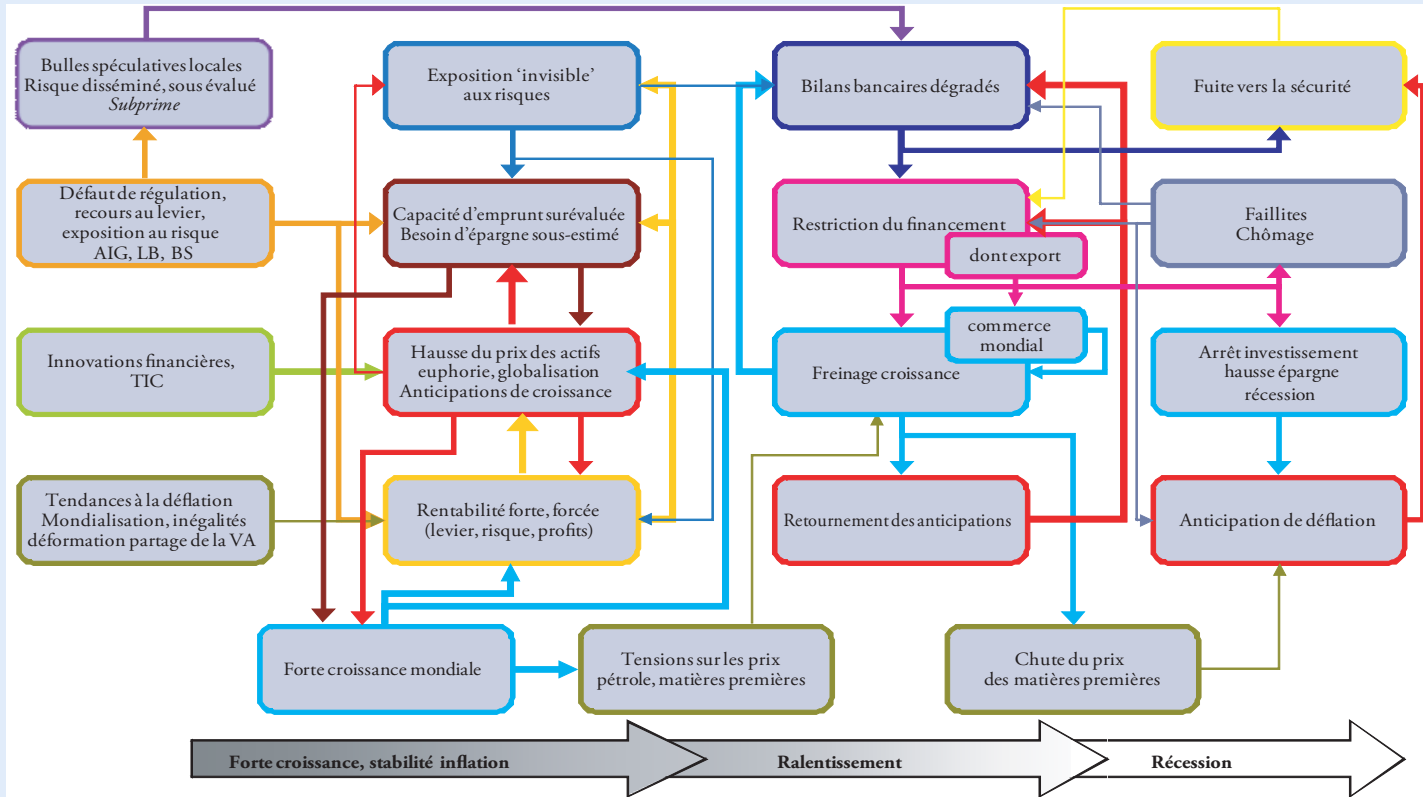 Bulles spéculatives locales
Risque disséminé, sous évalué
Subprime
Exposition ‘invisible’
aux risques
Bilans bancaires dégradés
Fuite vers la sécurité
Défaut de régulation,
recours au levier,
exposition au risque
AIG, LB, BS
Capacité d'emprunt surévaluée
Besoin d'épargne sous-estimé
Restriction du financement
dont export
Faillites
Chômage
Innovations financières,
TIC
Hausse du prix des actifs
euphorie, globalisation
Anticipations de croissance
commerce
mondial
Freinage croissance
Arrêt investissement
hausse épargne
récession
Tendances à la déflation
Mondialisation, inégalités
déformation partage de la VA
Rentabilité forte, forcée
(levier, risque, profits)
Retournement des anticipations
Anticipation de déflation
Forte croissance mondiale
Tensions sur les prix
pétrole, matières premières
Chute du prix
des matières premières
Forte croissance, stabilité inflation
Ralentissement
Récession